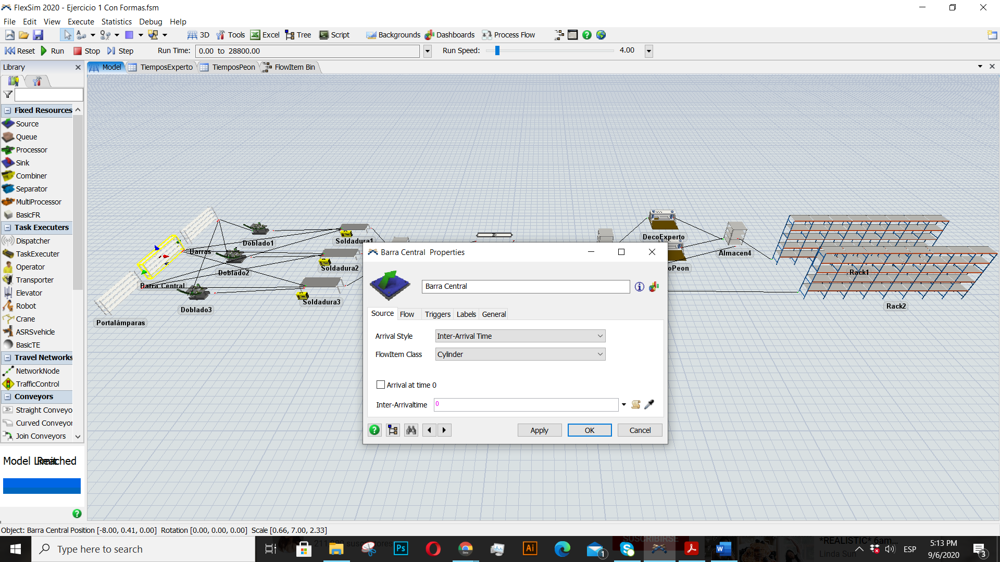 FlexSim 2020 - Ejercicio 1 Con Formas.fsm
File Edit View Execute Statistics Debug Help
3D Tools Excel Tree Script Backgrounds Dashboards Process Flow
Reset Run Stop Step Run Time: 0.00 to 28800.00 Run Speed: 4.00
Library
Model TiemposExperto TiemposPeon FlowItem Bin
Fixed Resources
Source
Queue
Processor
Sink
Combiner
Separator
MultiProcessor
BasicFR
Task Executers
Dispatcher
TaskExecuter
Operator
Transporter
Elevator
Robot
Crane
ASRSvehicle
BasicTE
Travel Networks
NetworkNode
TrafficControl
Conveyors
Straight Conveyo
Curved Conveyor
Join Conveyors
Doblado1
Soldadura1
DecoExperto
Barras
Almacen4
Doblado2
Soldadura2
oPeon
Rack1
Barra Central
Soldadura3
Doblado3
Rack2
Portalámparas
Barra Central Properties
Barra Central
Source Flow Triggers Labels General
Arrival Style Inter-Arrival Time
FlowItem Class Cylinder
Arrival at time 0
Inter-Arrivaltime 0
Apply OK Cancel
Model Reached
Object: Barra Central Position [-8.00, 0.41, 0.00] Rotation [0.00, 0.00, 0.00] Scale [0.66, 7.00, 2.33]
Type here to search
SUSCRIBIRSE
*REALISTIC* 6am...
Linda Sun
1
ESP
5:13 PM
9/6/2020
3